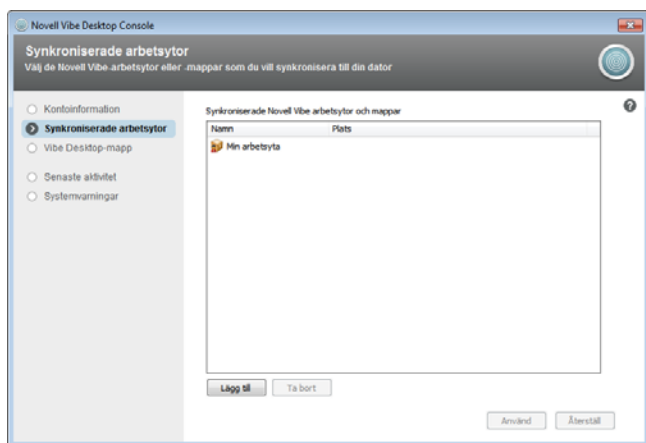 Novell Vibe Desktop Console
Synkroniserade arbetsytor
Välj de Novell Vibe-arbetsytor eller -mappar som du vill synkronisera till din dator
Kontoinformation
Synkroniserade arbetsytor
Vibe Desktop-mapp
Senaste aktivitet
Systemvarningar
Synkroniserade Novell Vibe arbetsytor och mappar
Namn Plats
Min arbetsyta
Lägg till Ta bort
Använd Återställ